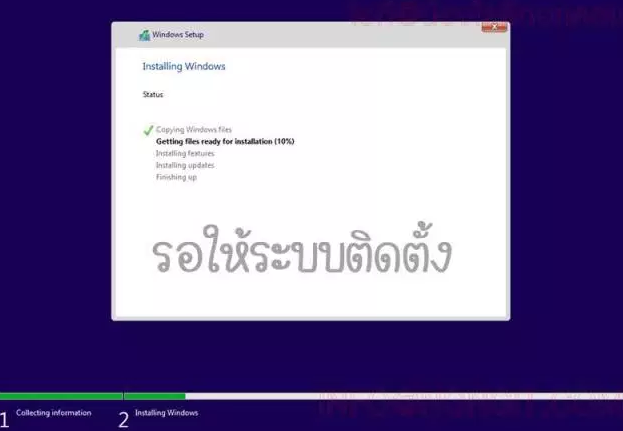 Windows Setup
Installing Windows
Status
Copying Windows files
Getting files ready for installation (10%)
Installing features
Installing updates
Finishing up
รอให้ระบบติดตั้ง
1 Collecting information
2 Installing Windows